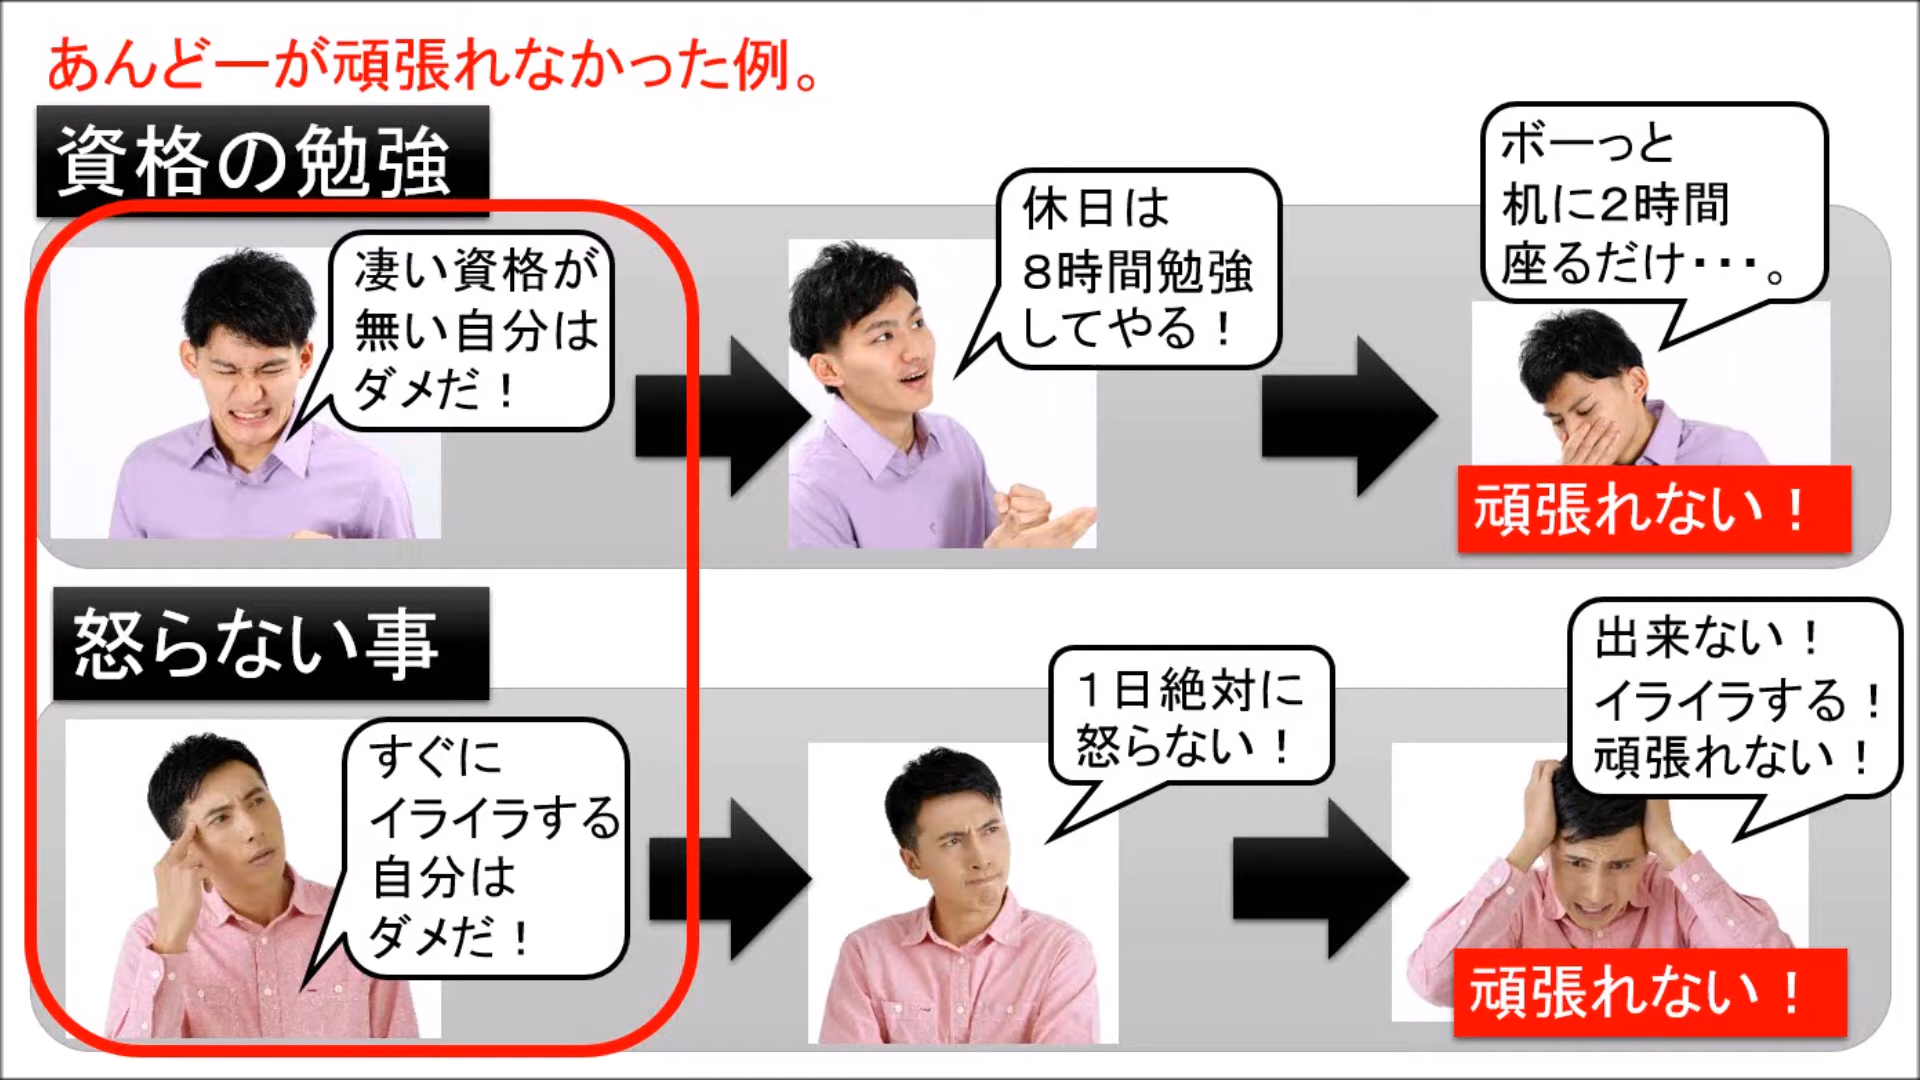 あんどーが頑張れなかった例。
資格の勉強
凄い資格が
無い自分は
ダメだ！
休日は
８時間勉強
してやる！
ボーっと
机に２時間
座るだけ・・・。
頑張れない！
怒らない事
すぐに
イライラする
自分は
ダメだ！
１日絶対に
怒らない！
出来ない！
イライラする！
頑張れない！
頑張れない！